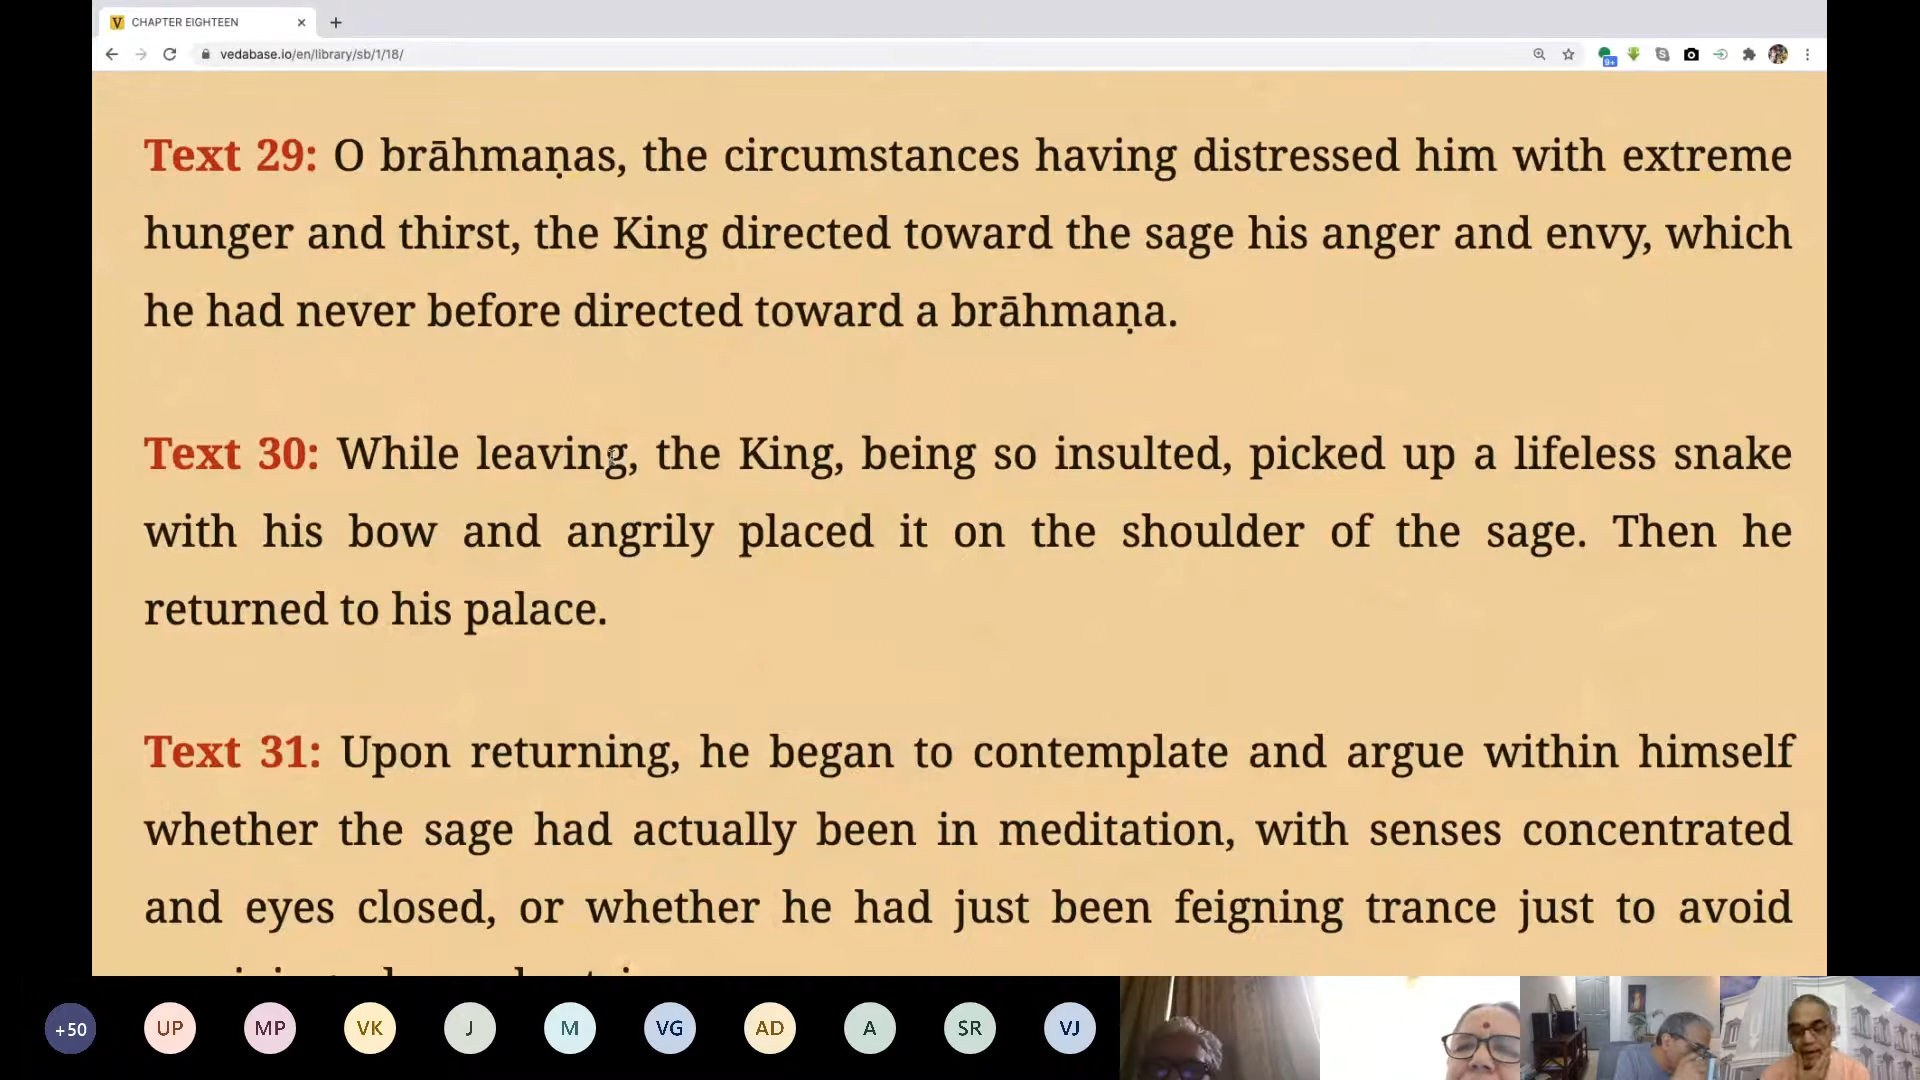 CHAPTER EIGHTEEN
vedabase.io/en/library/sb/1/18/
9+
Text 29: O brāhmaṇas, the circumstances having distressed him with extreme
hunger and thirst, the King directed toward the sage his anger and envy, which
he had never before directed toward a brāhmaṇa.
Text 30: While leaving, the King, being so insulted, picked up a lifeless snake
with his bow and angrily placed it on the shoulder of the sage. Then he
returned to his palace.
Text 31: Upon returning, he began to contemplate and argue within himself
whether the sage had actually been in meditation, with senses concentrated
and eyes closed, or whether he had just been feigning trance just to avoid
+50 UP MP VK J M VG AD A SR VJ